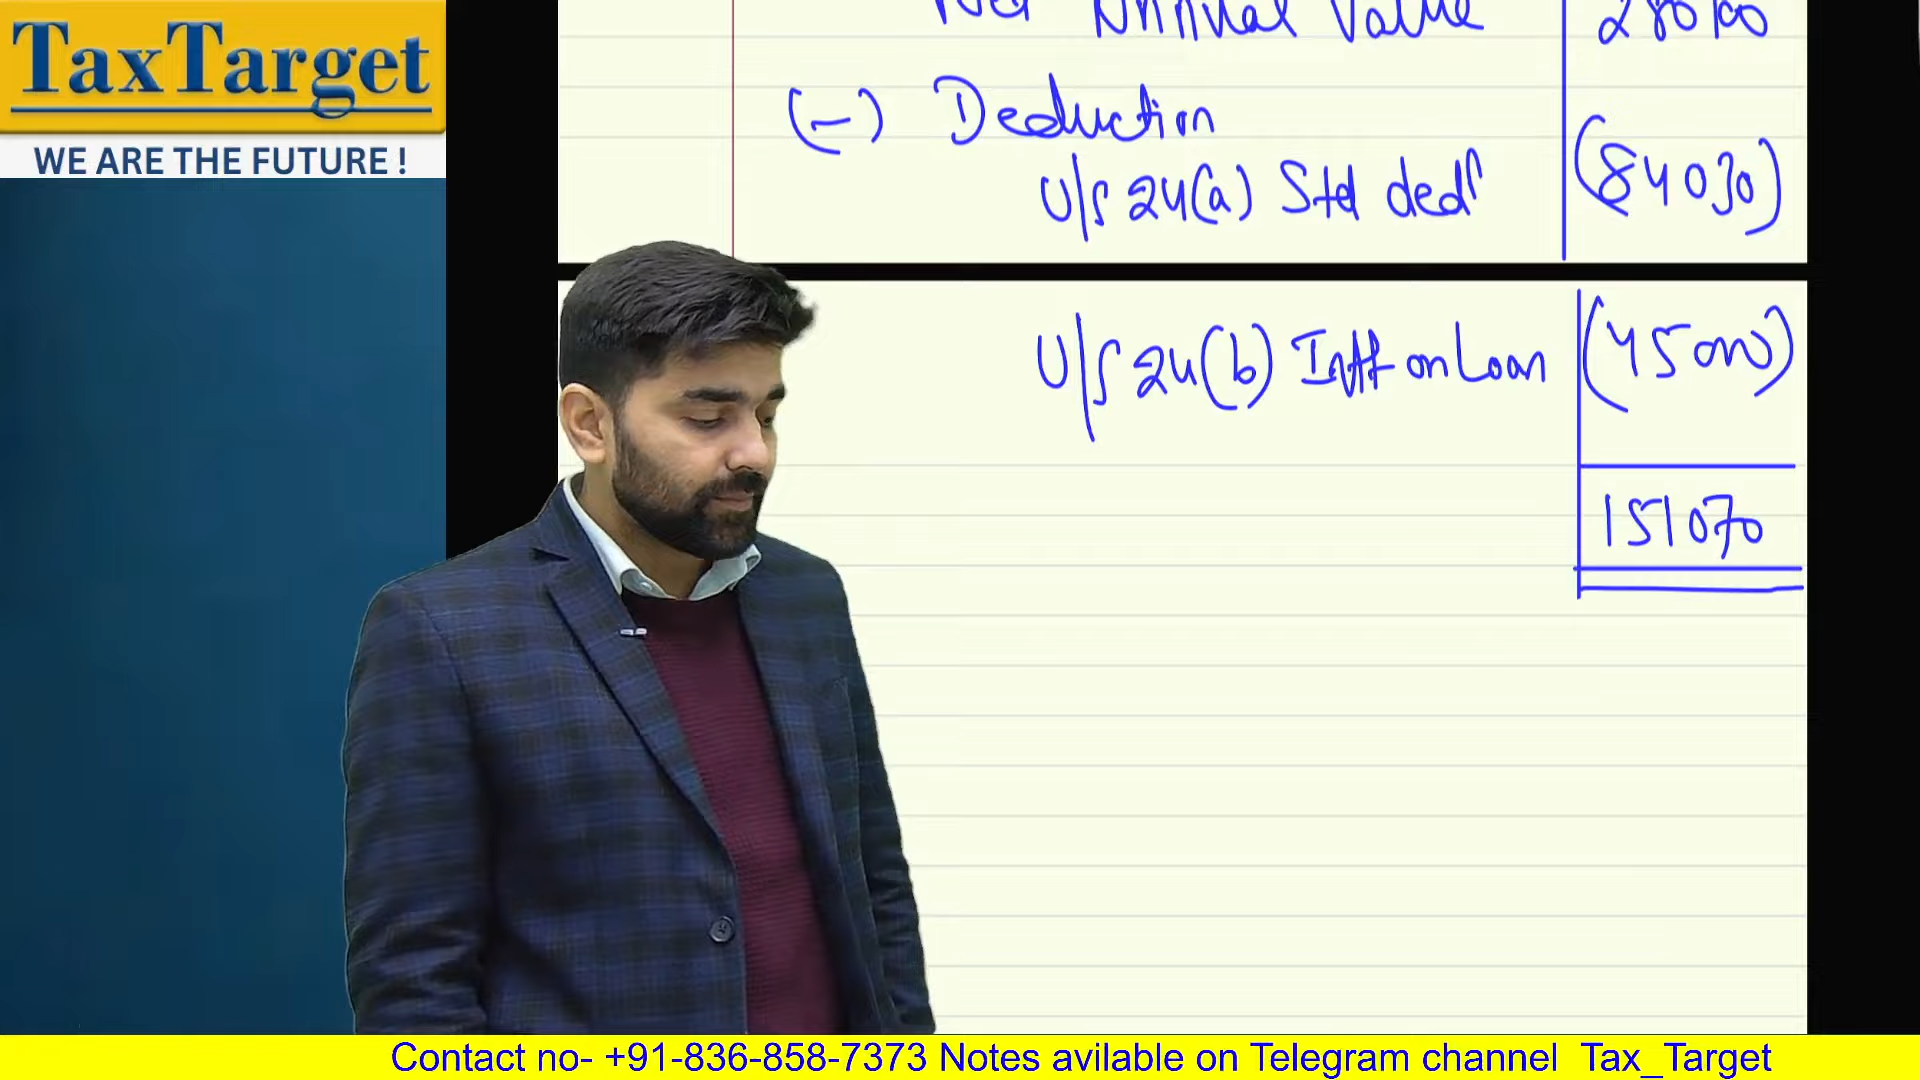 TaxTarget
WE ARE THE FUTURE !
Net Annual Value 280100
(-) Deduction
U/S 24(a) Std dedⁿ (84030)
U/S 24(b) Intt on Loan (45000)
151070
Contact no- +91-836-858-7373 Notes avilable on Telegram channel Tax_Target